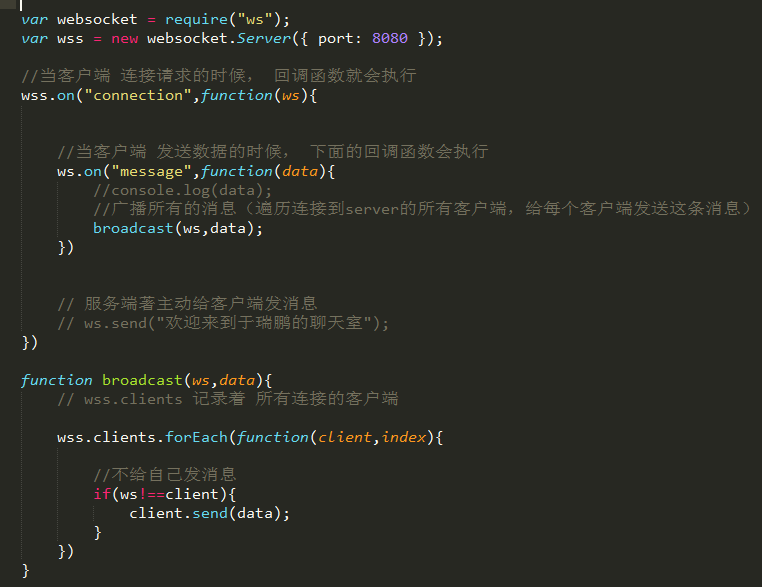 var websocket = require("ws");
var wss = new websocket.Server({ port: 8080 });
//当客户端 连接请求的时候， 回调函数就会执行
wss.on("connection",function(ws){
//当客户端 发送数据的时候， 下面的回调函数会执行
ws.on("message",function(data){
//console.log(data);
//广播所有的消息（遍历连接到server的所有客户端，给每个客户端发送这条消息）
broadcast(ws,data);
})
// 服务端著主动给客户端发消息
// ws.send("欢迎来到于瑞鹏的聊天室");
})
function broadcast(ws,data){
// wss.clients 记录着 所有连接的客户端
wss.clients.forEach(function(client,index){
//不给自己发消息
if(ws!==client){
client.send(data);
}
})
}